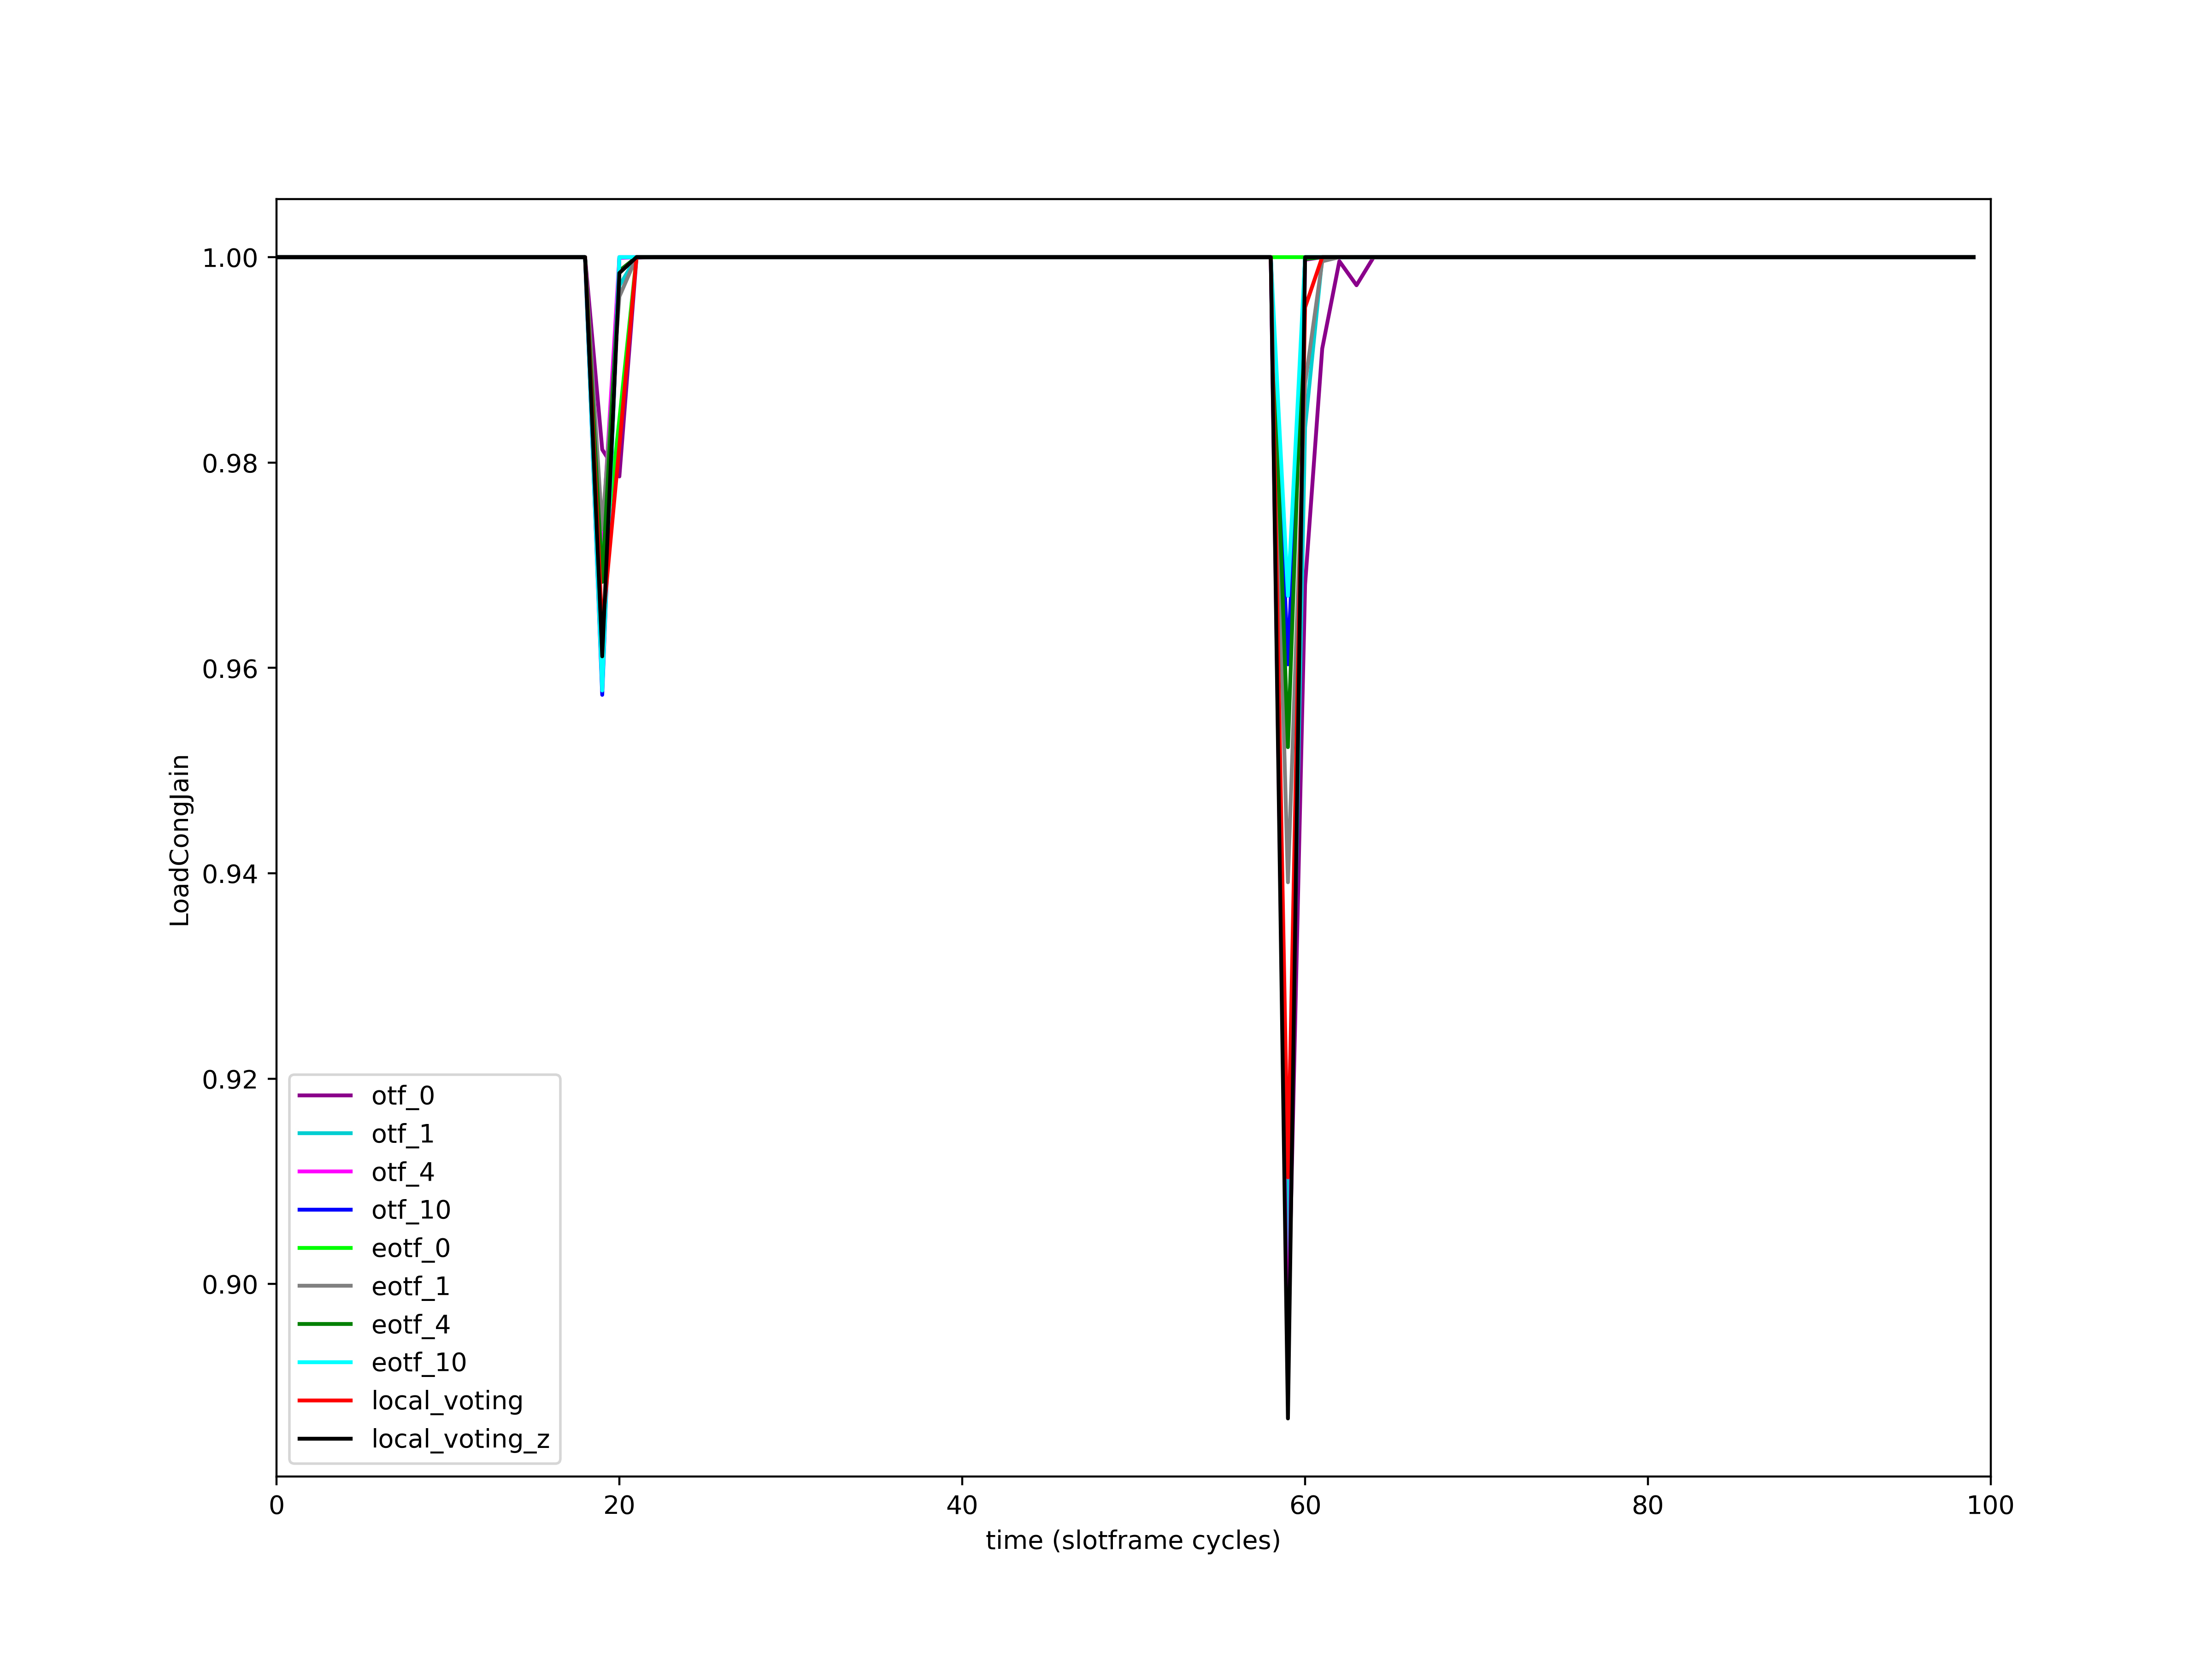 1.00
0.98
0.96
0.94
0.92
0.90
LoadCongJain
otf_0
otf_1
otf_4
otf_10
eotf_0
eotf_1
eotf_4
eotf_10
local_voting
local_voting_z
0 20 40 60 80 100
time (slotframe cycles)